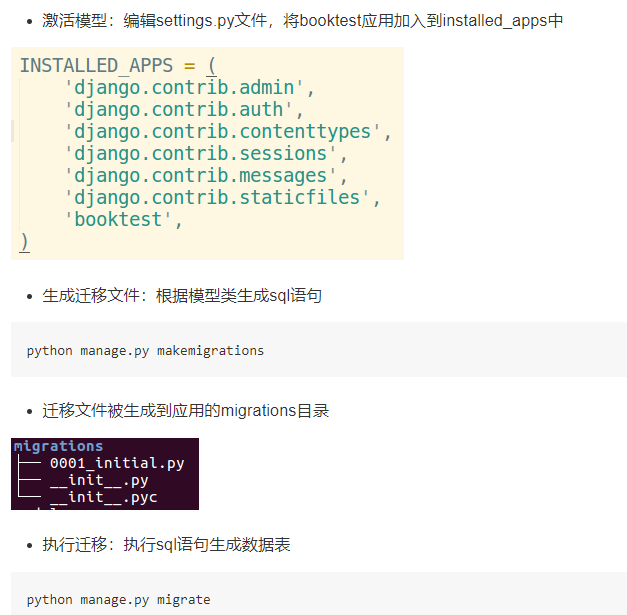 激活模型：编辑settings.py文件，将booktest应用加入到installed_apps中
INSTALLED_APPS = (
'django.contrib.admin',
'django.contrib.auth',
'django.contrib.contenttypes',
'django.contrib.sessions',
'django.contrib.messages',
'django.contrib.staticfiles',
'booktest',
)
生成迁移文件：根据模型类生成sql语句
python manage.py makemigrations
迁移文件被生成到应用的migrations目录
migrations
0001_initial.py
__init__.py
__init__.pyc
执行迁移：执行sql语句生成数据表
python manage.py migrate